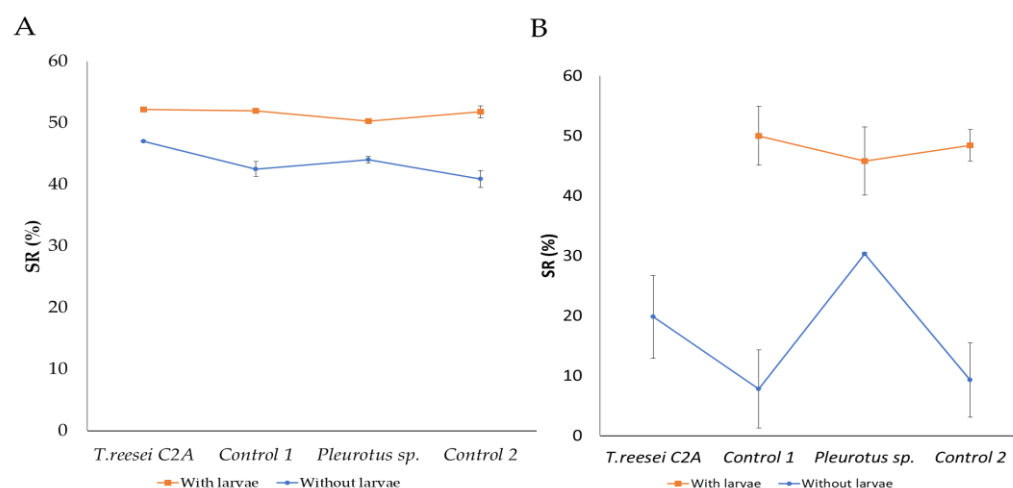 A
60
50
40
30
20
10
0
SR (%)
T.reesei C2A Control 1 Pleurotus sp. Control 2
With larvae Without larvae
B
60
50
40
30
20
10
0
SR (%)
T.reesei C2A Control 1 Pleurotus sp. Control 2
With larvae Without larvae